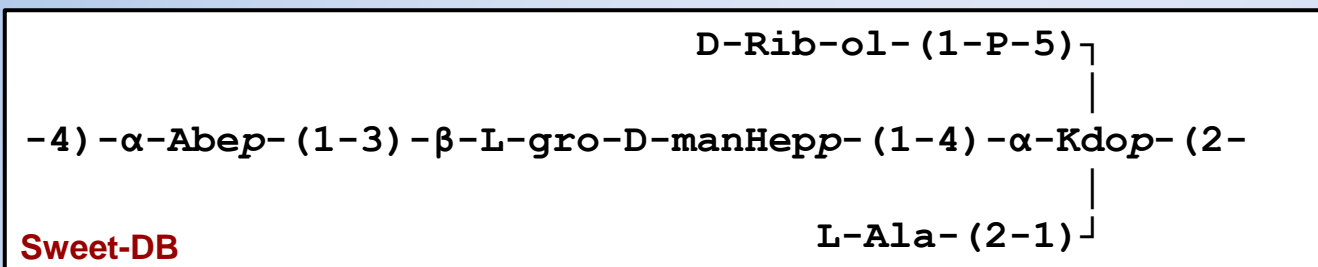 D-Rib-ol-(1-P-5)┐
│
-4)-α-Abep-(1-3)-β-L-gro-D-manHepp-(1-4)-α-Kdop-(2-
│
L-Ala-(2-1)┘
Sweet-DB